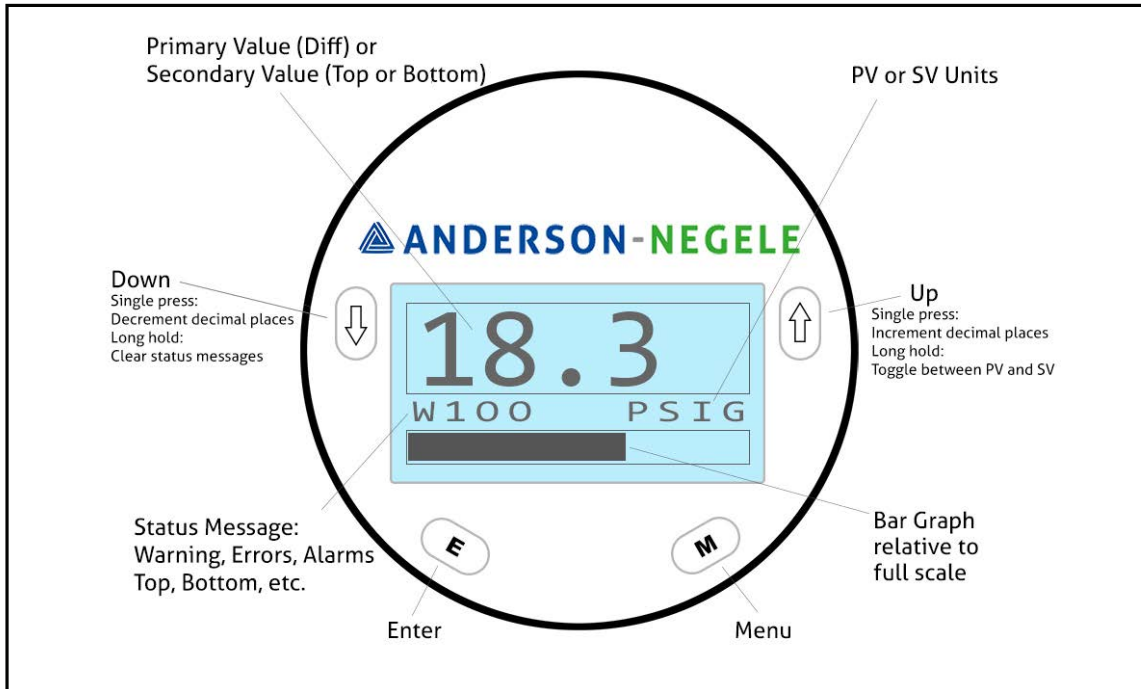 Primary Value (Diff) or
Secondary Value (Top or Bottom)
PV or SV Units
ANDERSON-NEGELE
Down
Single press:
Decrement decimal places
Long hold:
Clear status messages
Up
Single press:
Increment decimal places
Long hold:
Toggle between PV and SV
18.3
W100 PSIG
Status Message:
Warning, Errors, Alarms
Top, Bottom, etc.
Bar Graph
relative to
full scale
E
M
Enter
Menu